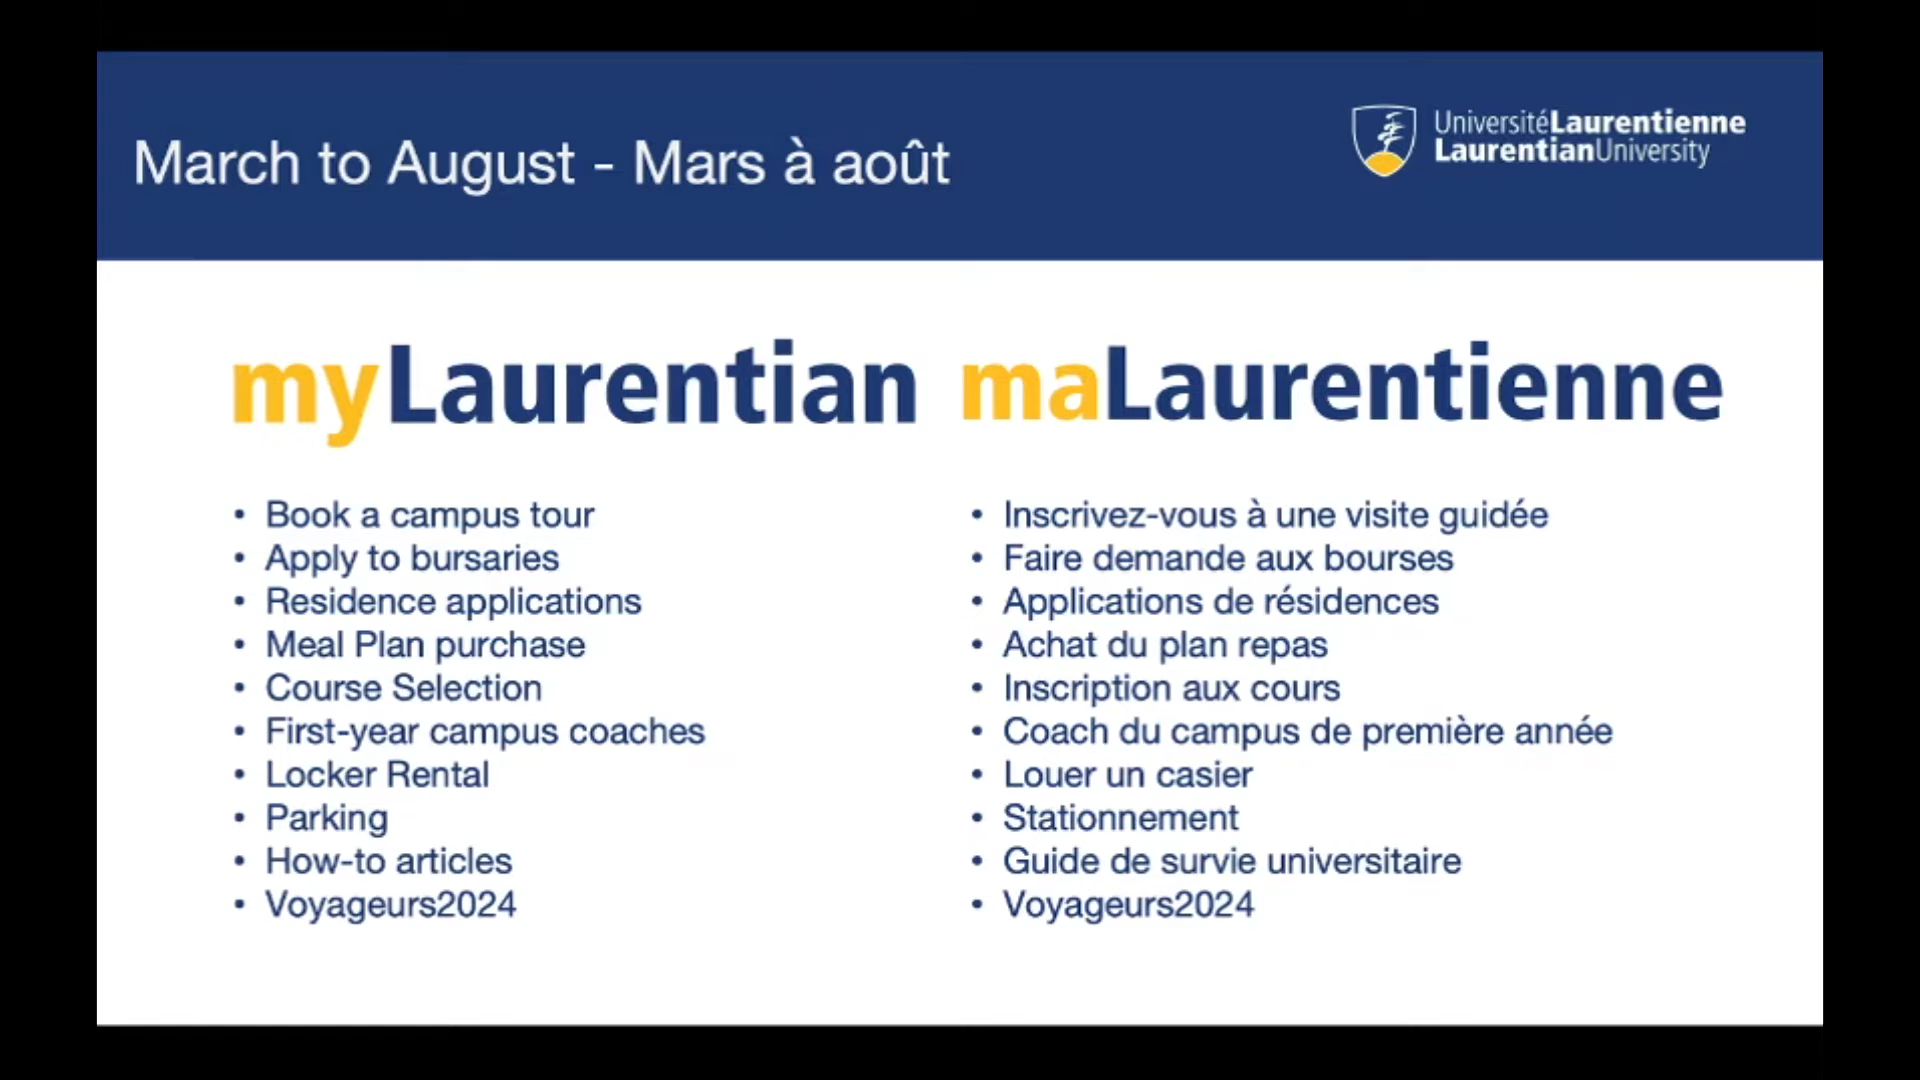 March to August - Mars à août
UniversitéLaurentienne
LaurentianUniversity
myLaurentian
• Book a campus tour
• Apply to bursaries
• Residence applications
• Meal Plan purchase
• Course Selection
• First-year campus coaches
• Locker Rental
• Parking
• How-to articles
• Voyageurs2024
maLaurentienne
• Inscrivez-vous à une visite guidée
• Faire demande aux bourses
• Applications de résidences
• Achat du plan repas
• Inscription aux cours
• Coach du campus de première année
• Louer un casier
• Stationnement
• Guide de survie universitaire
• Voyageurs2024